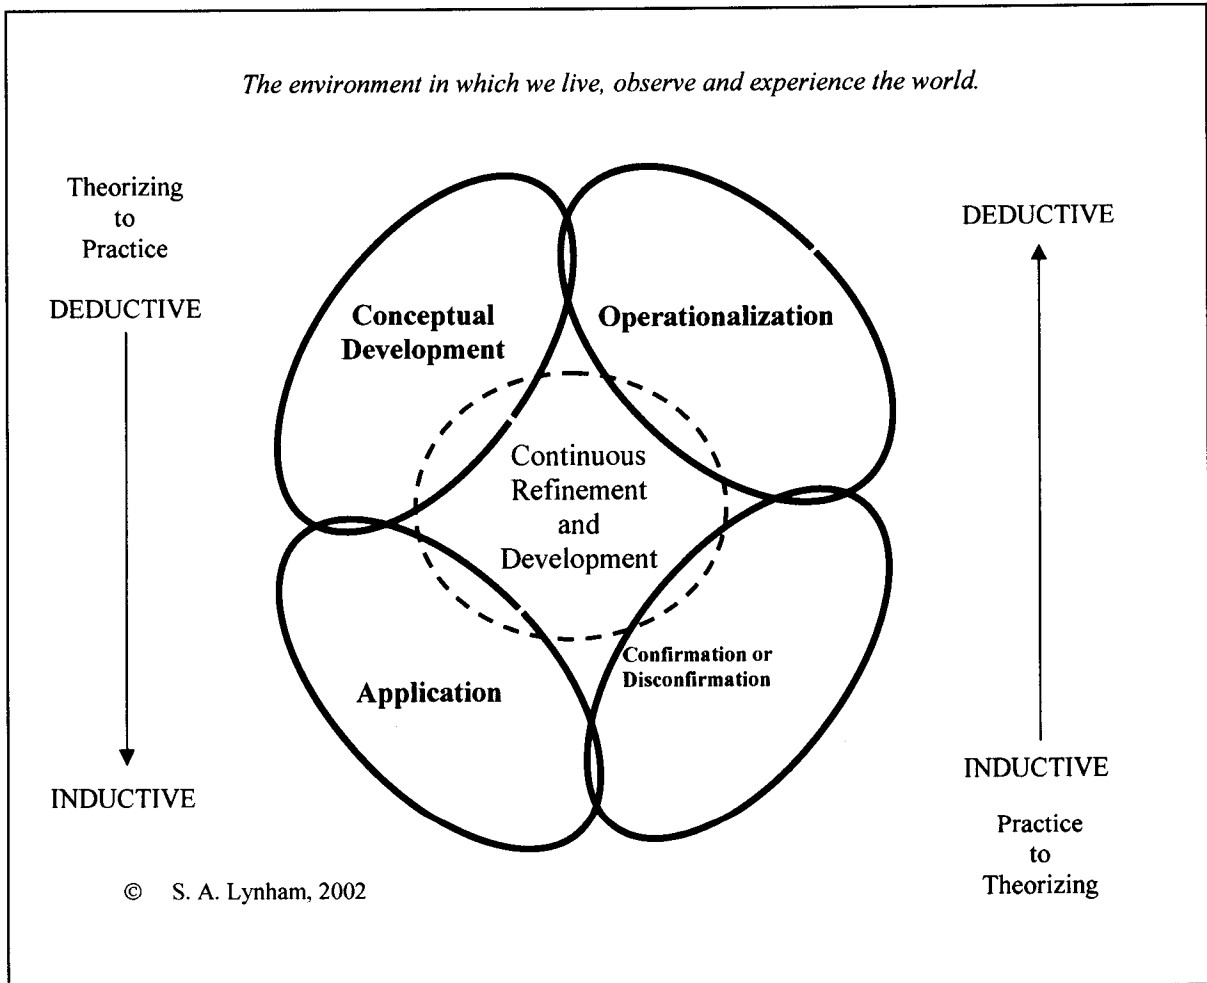 The environment in which we live, observe and experience the world.
Theorizing
to
Practice
DEDUCTIVE
INDUCTIVE
Conceptual
Development
Operationalization
Continuous
Refinement
and
Development
Application
Confirmation or
Disconfirmation
DEDUCTIVE
INDUCTIVE
Practice
to
Theorizing
© S. A. Lynham, 2002